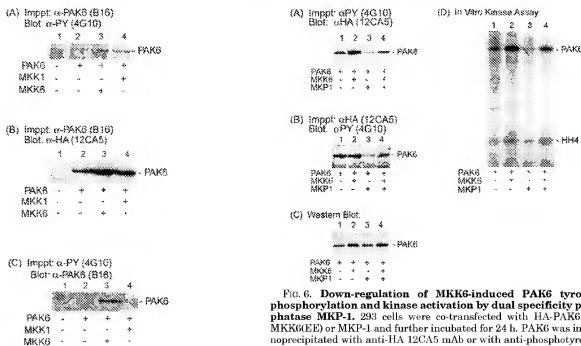 (A) Imppt: α-PAK6 (B16)
Blot: α-PY (4G10)
1 2 3 4
PAK6
PAK6 - + + +
MKK1 - - - +
MKK6 - - + -
(B) Imppt: α-PAK6 (B16)
Blot: α-HA (12CA5)
1 2 3 4
PAK6
PAK6 - + + +
MKK1 - - - +
MKK6 - - + -
(C) Imppt: α-PY (4G10)
Blot: α-PAK6 (B16)
1 2 3 4
PAK6
PAK6 - + + +
MKK1 - - - +
MKK6 - - + -
(A) Imppt: αPY (4G10)
Blot: αHA (12CA5)
1 2 3 4
PAK6
PAK6 + + + +
MKK6 - + - +
MKP1 - - + +
(B) Imppt: αHA (12CA5)
Blot: αPY (4G10)
1 2 3 4
PAK6
PAK6 + + + +
MKK6 - + - +
MKP1 - - + +
(C) Western Blot:
1 2 3 4
PAK6
PAK6 + + + +
MKK6 - + - +
MKP1 - - + +
(D) In Vitro Kinase Assay
1 2 3 4
PAK6
HH4
PAK6 + + + +
MKK6 - + - +
MKP1 - - + +
FIG. 6. Down-regulation of MKK6-induced PAK6 tyro
phosphorylation and kinase activation by dual specificity p
phatase MKP-1. 293 cells were co-transfected with HA-PAK6
MKK6(EE) or MKP-1 and further incubated for 24 h. PAK6 was im
noprecipitated with anti-HA 12CA5 mAb or with anti-phosphotyro